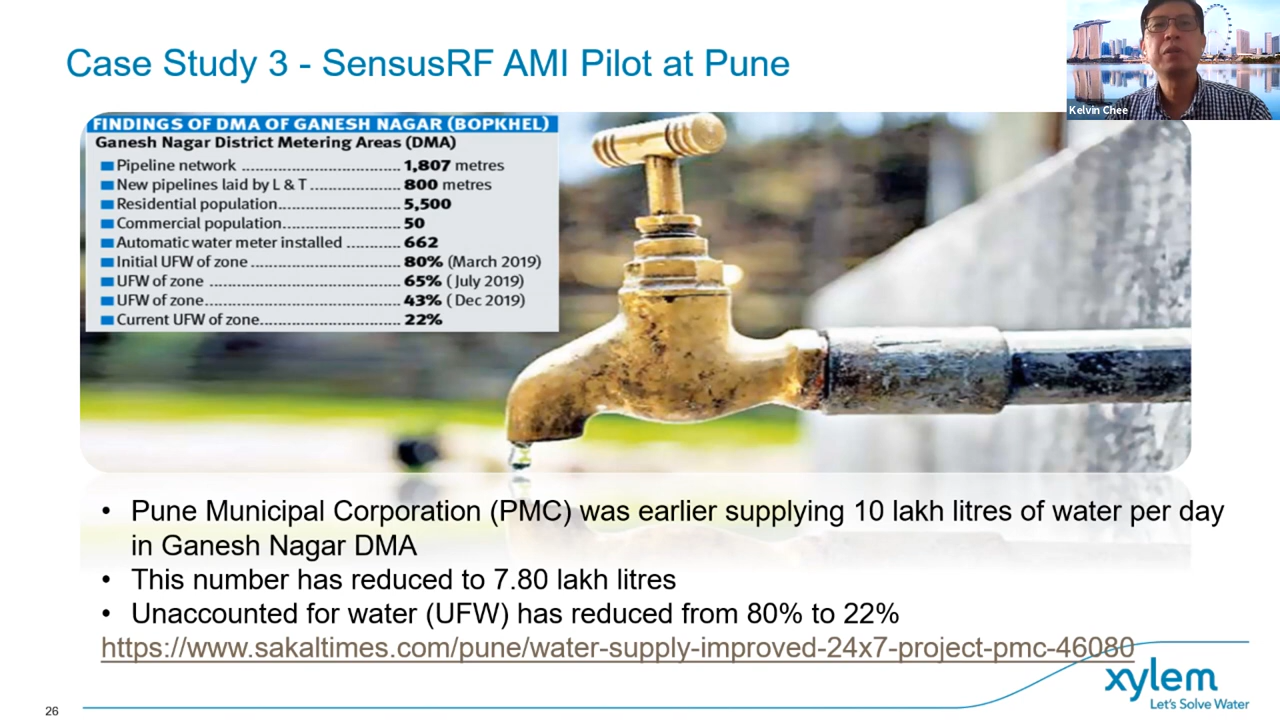 Case Study 3 - SensusRF AMI Pilot at Pune
Kelvin Chee
FINDINGS OF DMA OF GANESH NAGAR (BOPKHEL)
Ganesh Nagar District Metering Areas (DMA)
Pipeline network .................................. 1,807 metres
New pipelines laid by L & T .................... 800 metres
Residential population........................... 5,500
Commercial population.......................... 50
Automatic water meter installed ............ 662
Initial UFW of zone ................................. 80% (March 2019)
UFW of zone .......................................... 65% ( July 2019)
UFW of zone........................................... 43% ( Dec 2019)
Current UFW of zone............................... 22%
• Pune Municipal Corporation (PMC) was earlier supplying 10 lakh litres of water per day
in Ganesh Nagar DMA
• This number has reduced to 7.80 lakh litres
• Unaccounted for water (UFW) has reduced from 80% to 22%
https://www.sakaltimes.com/pune/water-supply-improved-24x7-project-pmc-46080
xylem
Let's Solve Water
26